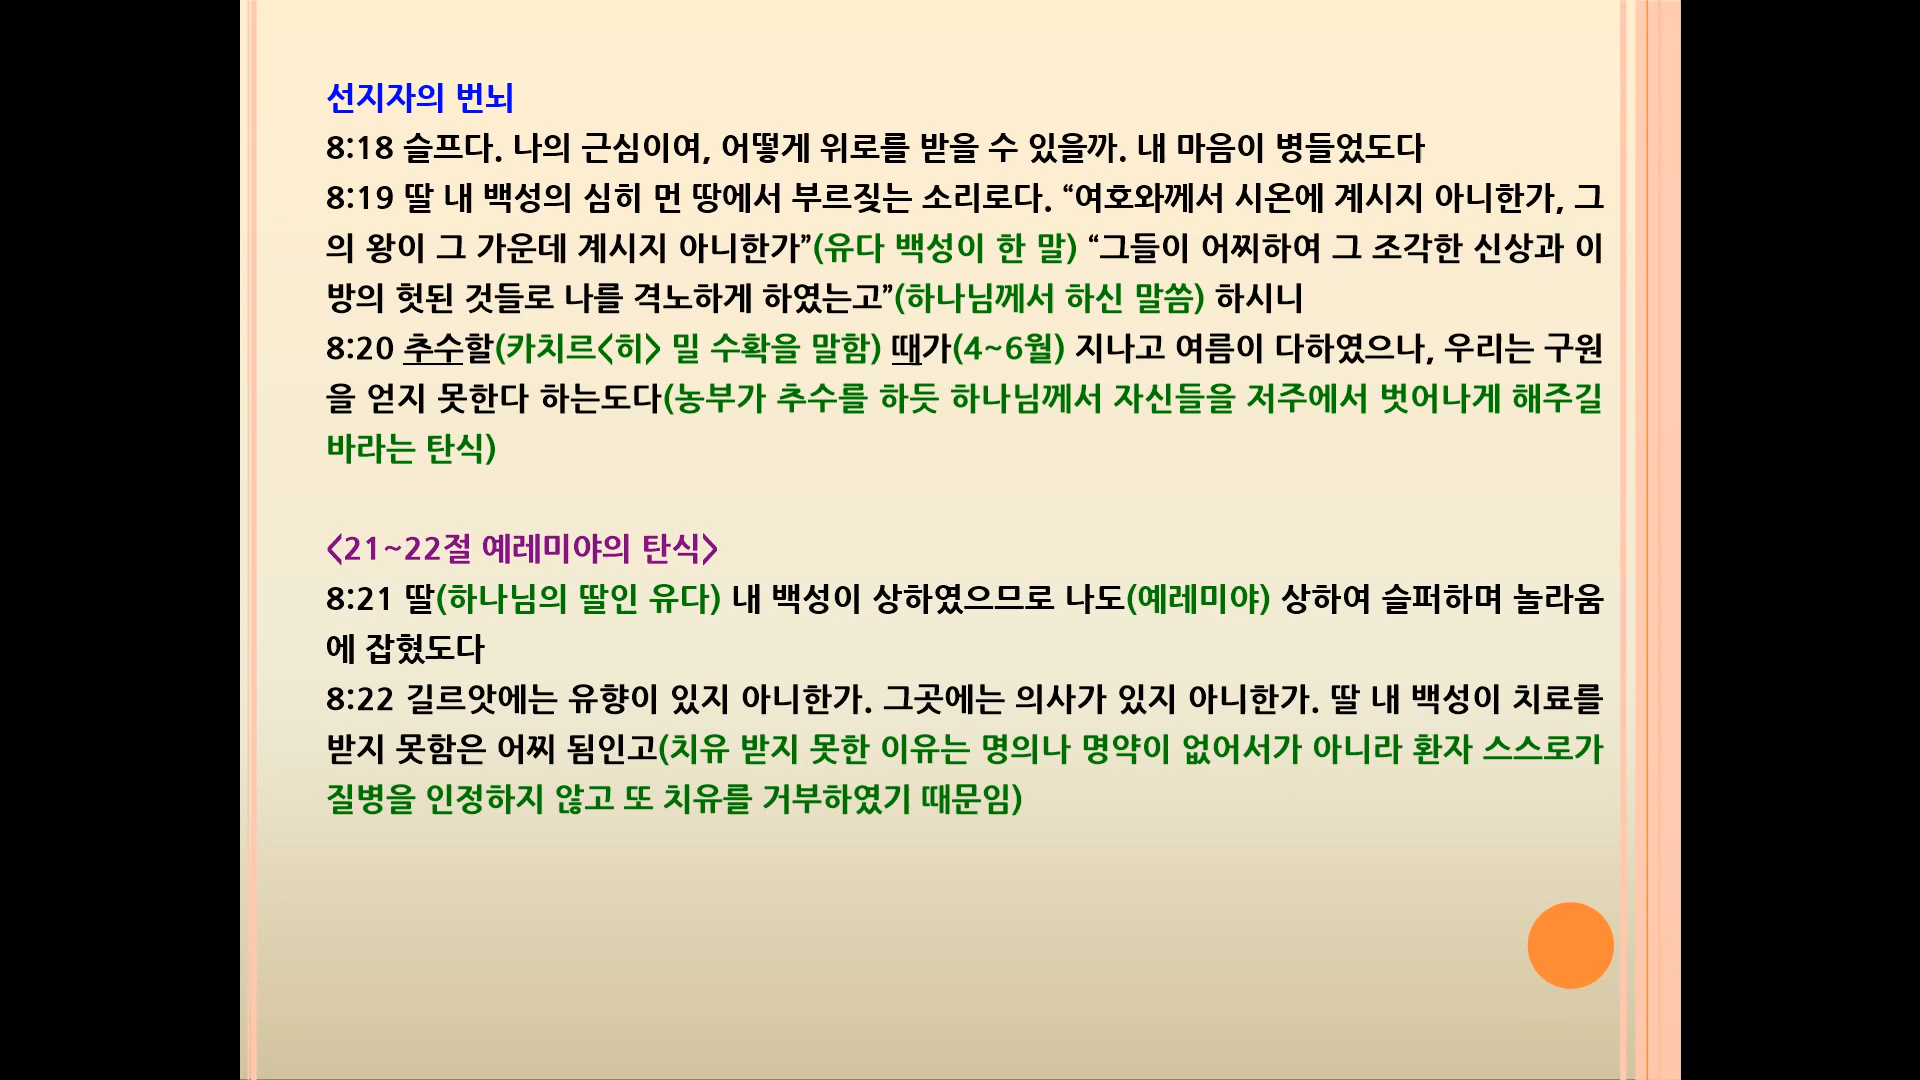 선지자의 번뇌
8:18 슬프다. 나의 근심이여, 어떻게 위로를 받을 수 있을까. 내 마음이 병들었도다
8:19 딸 내 백성의 심히 먼 땅에서 부르짖는 소리로다. “여호와께서 시온에 계시지 아니한가, 그
의 왕이 그 가운데 계시지 아니한가”(유다 백성이 한 말) “그들이 어찌하여 그 조각한 신상과 이
방의 헛된 것들로 나를 격노하게 하였는고”(하나님께서 하신 말씀) 하시니
8:20 추수할(카치르<히> 밀 수확을 말함) 때가(4~6월) 지나고 여름이 다하였으나, 우리는 구원
을 얻지 못한다 하는도다(농부가 추수를 하듯 하나님께서 자신들을 저주에서 벗어나게 해주길
바라는 탄식)
<21~22절 예레미야의 탄식>
8:21 딸(하나님의 딸인 유다) 내 백성이 상하였으므로 나도(예레미야) 상하여 슬퍼하며 놀라움
에 잡혔도다
8:22 길르앗에는 유향이 있지 아니한가. 그곳에는 의사가 있지 아니한가. 딸 내 백성이 치료를
받지 못함은 어찌 됨인고(치유 받지 못한 이유는 명의나 명약이 없어서가 아니라 환자 스스로가
질병을 인정하지 않고 또 치유를 거부하였기 때문임)